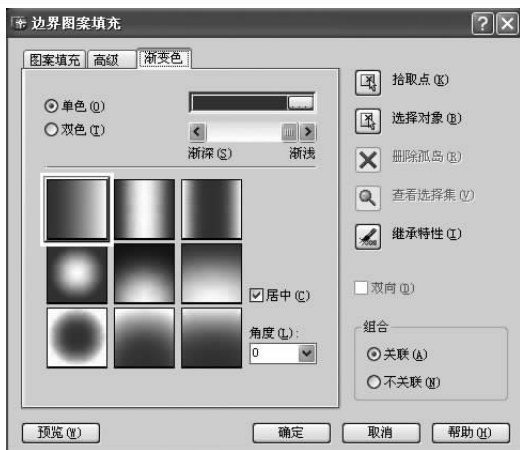 边界图案填充
图案填充 高级 渐变色
单色(O)
双色(T)
渐深(S) 渐浅
居中(C)
角度(L):
0
拾取点(K)
选择对象(B)
删除孤岛(R)
查看选择集(V)
继承特性(I)
双向(D)
组合
关联(A)
不关联(N)
预览(W) 确定 取消 帮助(H)